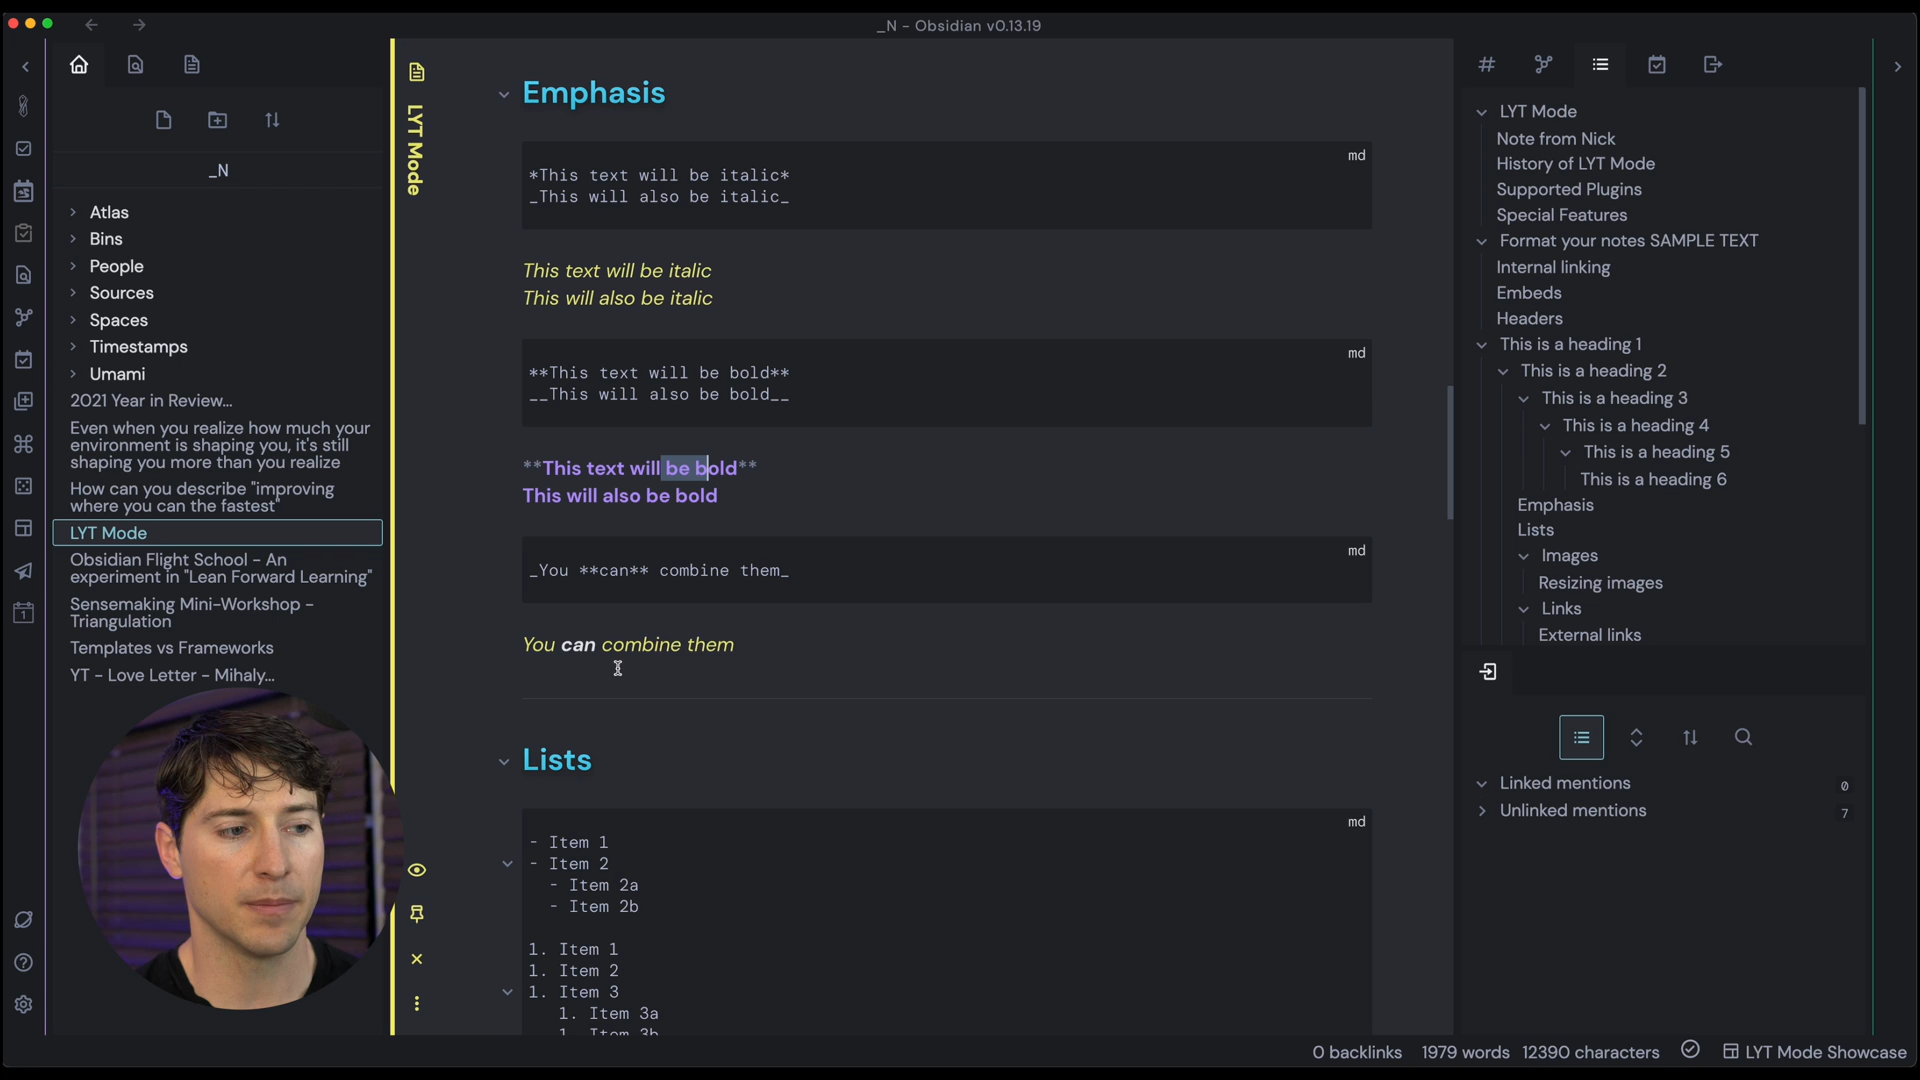 _N - Obsidian v0.13.19
_N
Atlas
Bins
People
Sources
Spaces
Timestamps
Umami
2021 Year in Review...
Even when you realize how much your
environment is shaping you, it's still
shaping you more than you realize
How can you describe "improving
where you can the fastest"
LYT Mode
Obsidian Flight School - An
experiment in "Lean Forward Learning"
Sensemaking Mini-Workshop -
Triangulation
Templates vs Frameworks
YT - Love Letter - Mihaly...
1
LYT Mode
Emphasis
md
*This text will be italic*
_This will also be italic_
This text will be italic
This will also be italic
md
**This text will be bold**
__This will also be bold__
**This text will be bold**
This will also be bold
md
_You **can** combine them_
You can combine them
Lists
md
- Item 1
- Item 2
- Item 2a
- Item 2b
1. Item 1
1. Item 2
1. Item 3
1. Item 3a
1. Item 3b
#
LYT Mode
Note from Nick
History of LYT Mode
Supported Plugins
Special Features
Format your notes SAMPLE TEXT
Internal linking
Embeds
Headers
This is a heading 1
This is a heading 2
This is a heading 3
This is a heading 4
This is a heading 5
This is a heading 6
Emphasis
Lists
Images
Resizing images
Links
External links
Linked mentions 0
Unlinked mentions 7
0 backlinks 1979 words 12390 characters LYT Mode Showcase